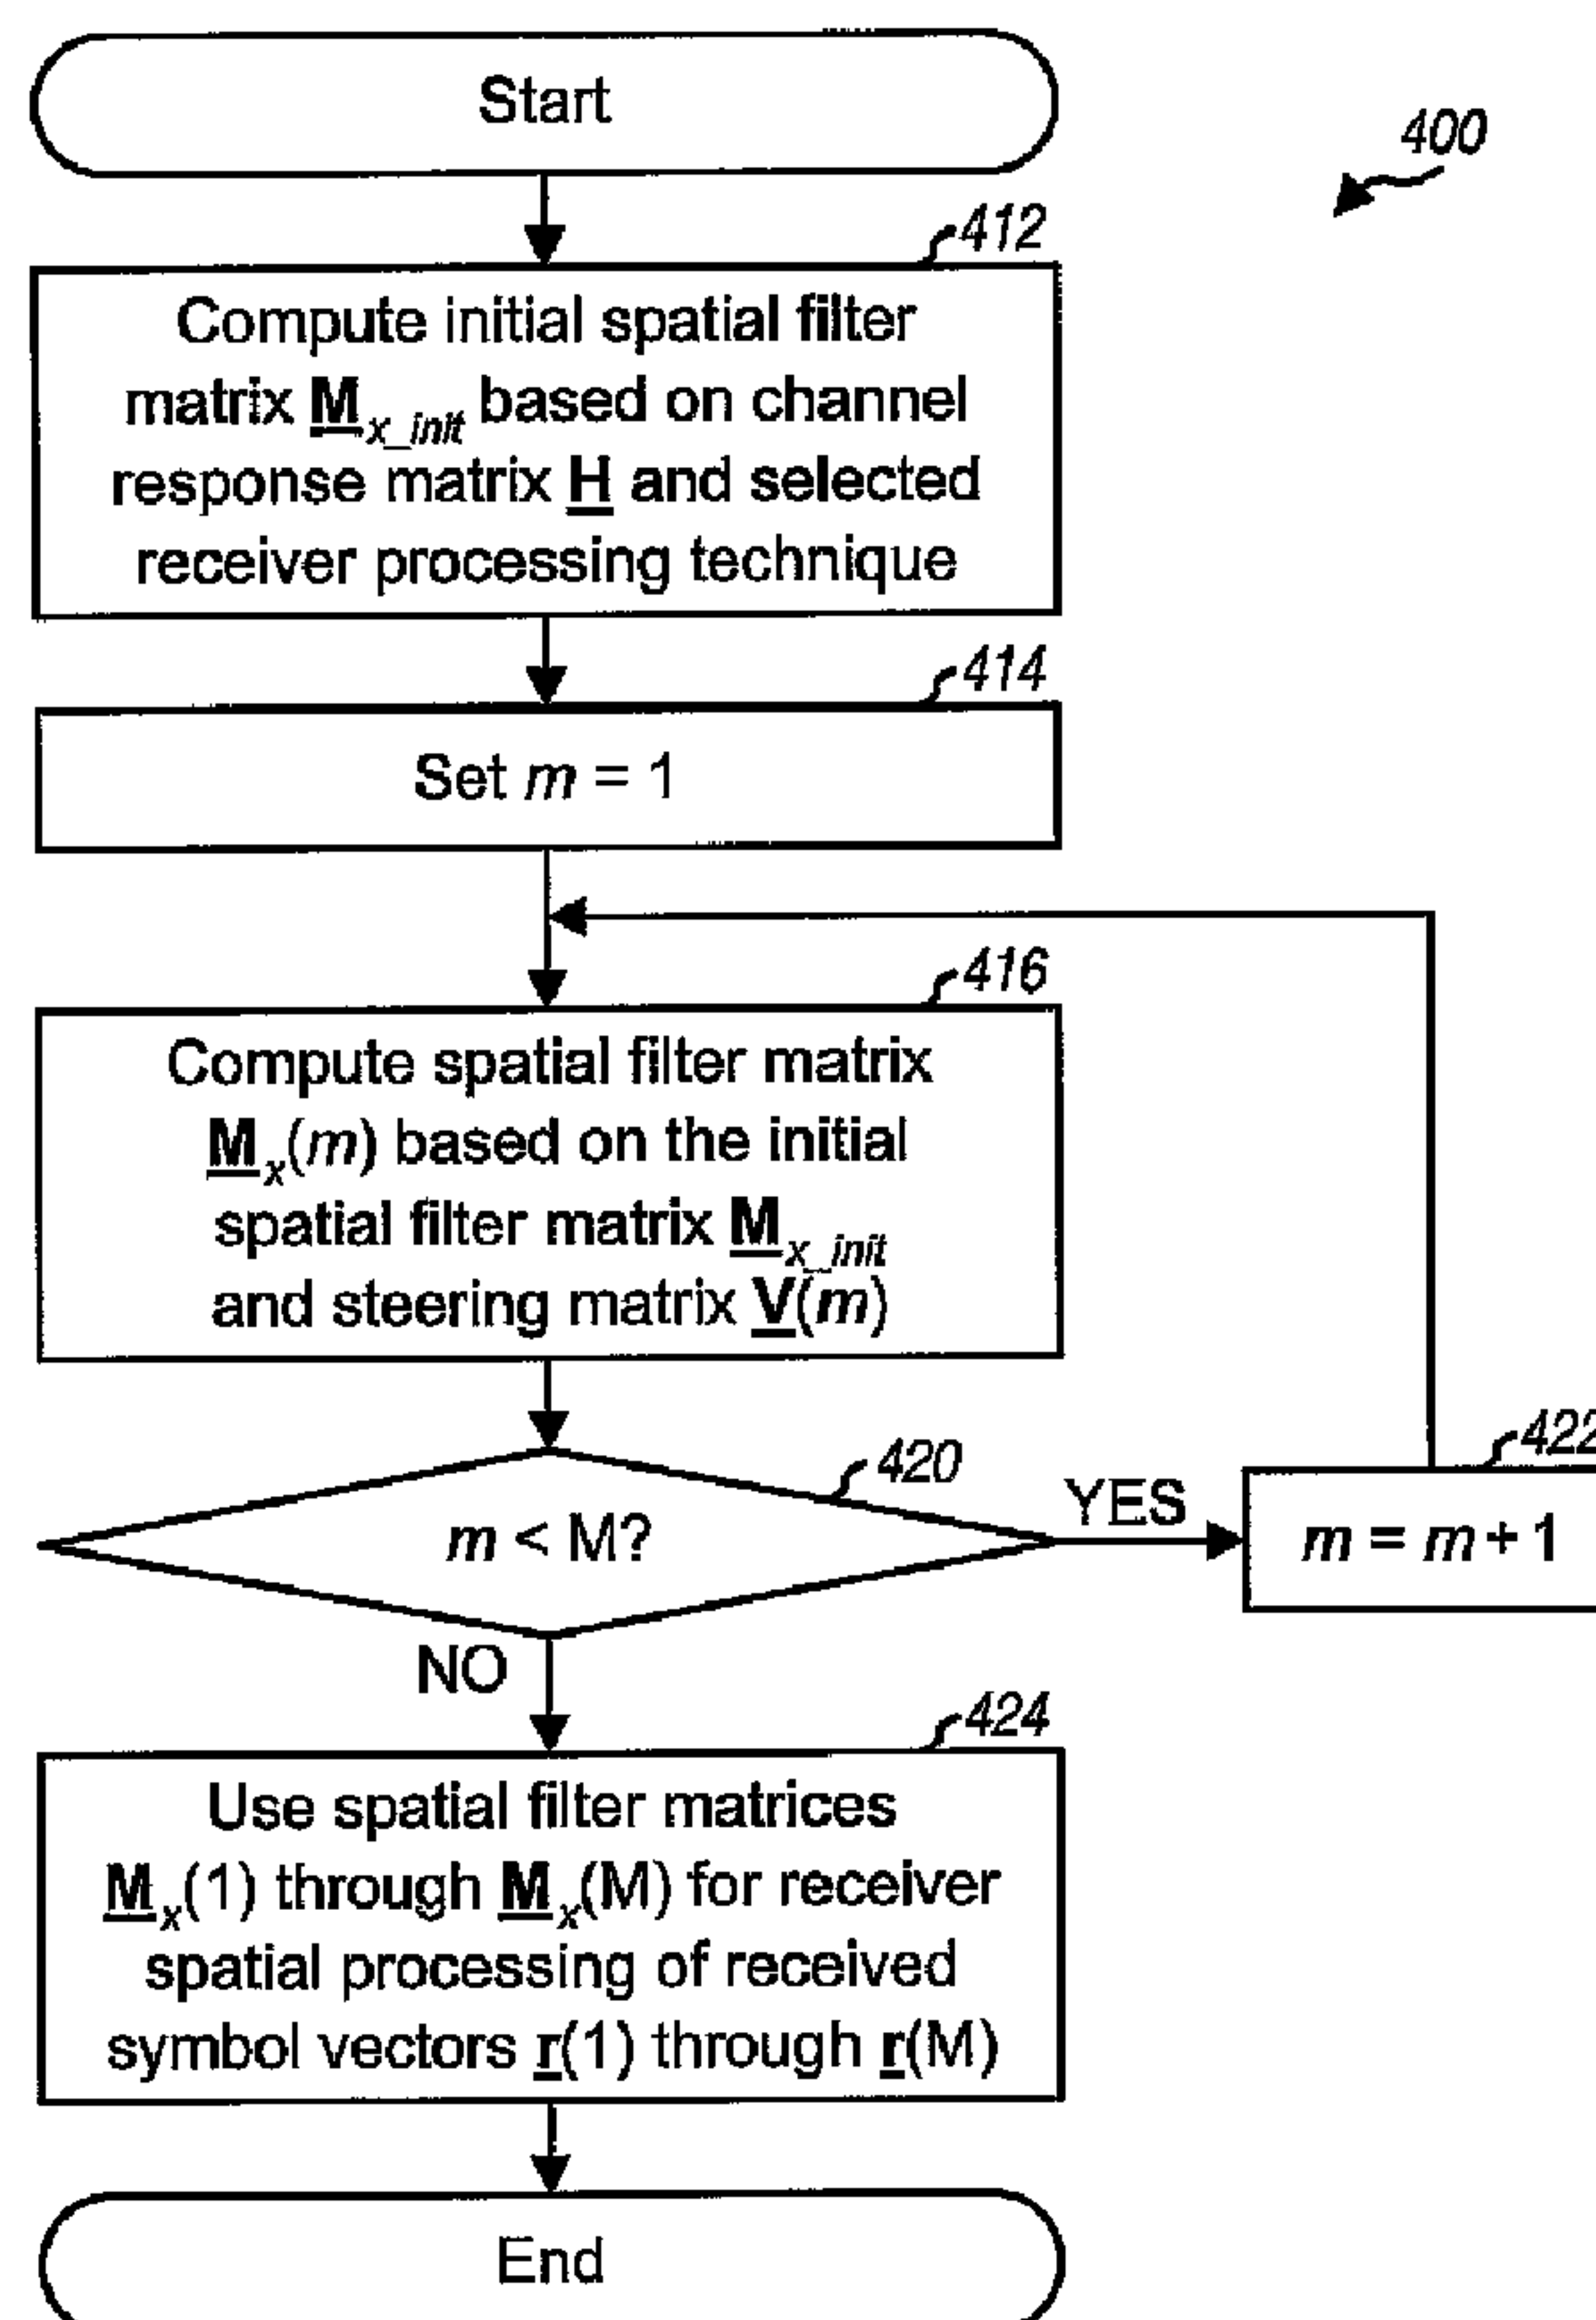 Start
400
412
Compute initial spatial filter
matrix M_x_init based on channel
response matrix H and selected
receiver processing technique
414
Set m = 1
416
Compute spatial filter matrix
M_x(m) based on the initial
spatial filter matrix M_x_init
and steering matrix V(m)
420
m < M?
YES
422
m = m + 1
NO
424
Use spatial filter matrices
M_x(1) through M_x(M) for receiver
spatial processing of received
symbol vectors r(1) through r(M)
End